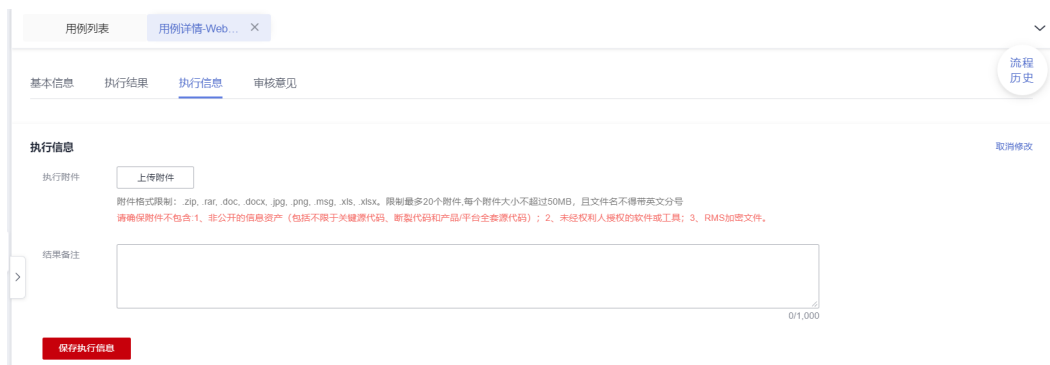 用例列表
用例详情-Web...
流程
历史
基本信息
执行结果
执行信息
审核意见
执行信息
取消修改
执行附件
上传附件
附件格式限制：.zip, .rar, .doc, .docx, .jpg, .png, .msg, .xls, .xlsx。限制最多20个附件,每个附件大小不超过50MB，且文件名不得带英文分号
请确保附件不包含:1、非公开的信息资产（包括不限于关键源代码、断裂代码和产品/平台全套源代码）；2、未经权利人授权的软件或工具；3、RMS加密文件。
结果备注
0/1,000
保存执行信息